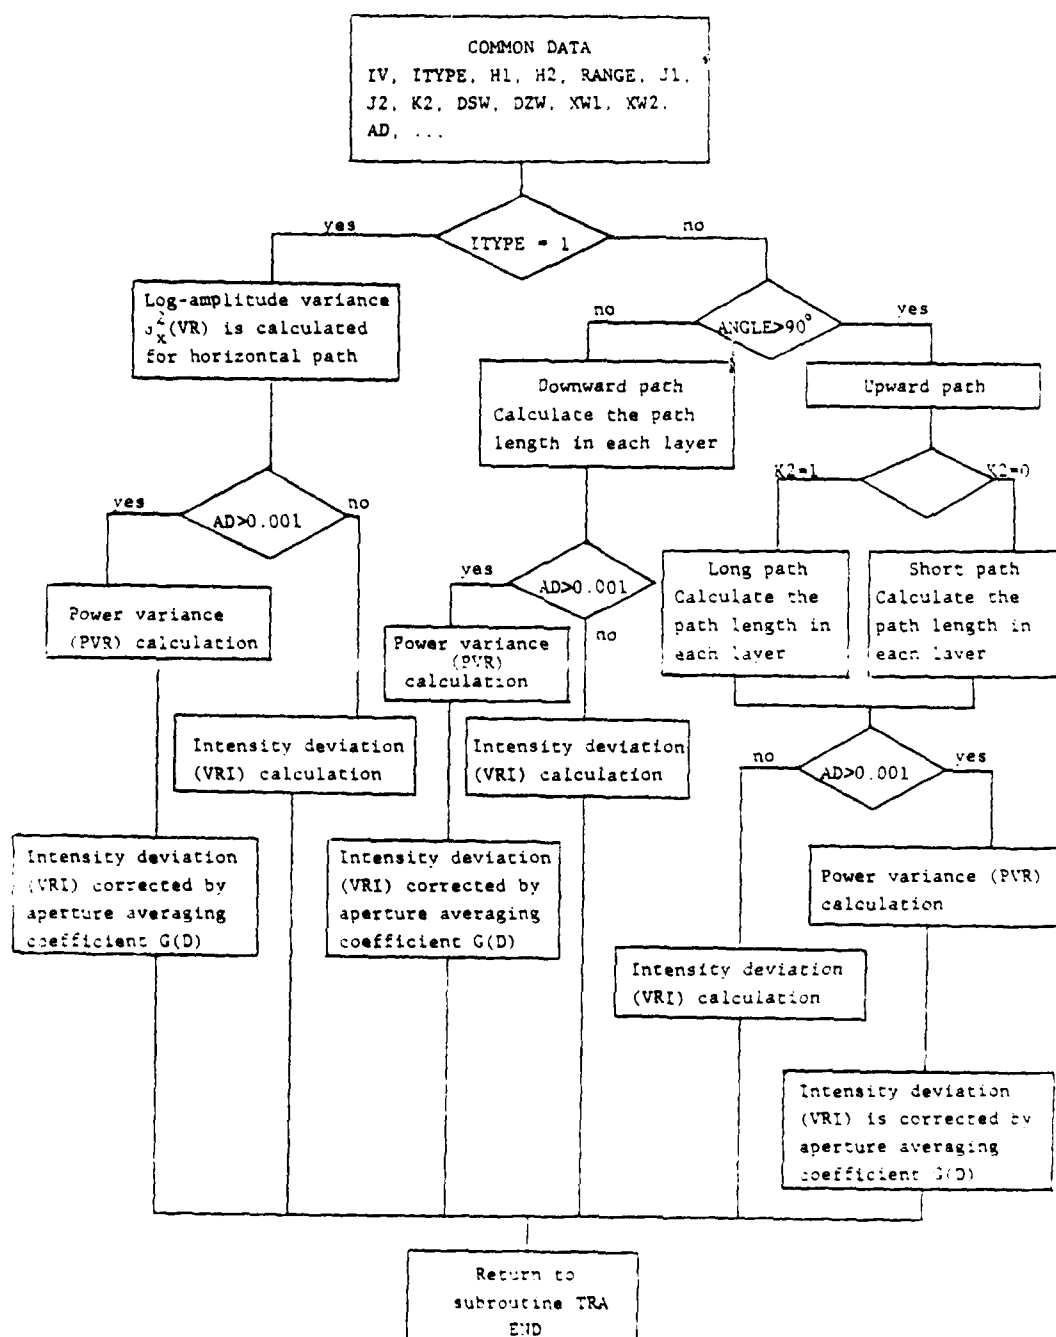 COMMON DATA
IV, ITYPE, H1, H2, RANGE, J1,
J2, K2, DSW, DZW, XW1, XW2,
AD, ...
yes
ITYPE = 1
no
Log-amplitude variance
σ²x(VR) is calculated
for horizontal path
no
ANGLE>90°
yes
Downward path
Calculate the path
length in each layer
Upward path
K2=1
K2=0
yes
AD>0.001
no
Long path
Calculate the
path length in
each layer
Short path
Calculate the
path length in
each layer
yes
AD>0.001
no
Power variance
(PVR) calculation
Power variance
(PVR)
calculation
Intensity deviation
(VRI) calculation
Intensity deviation
(VRI) calculation
no
AD>0.001
yes
Intensity deviation
(VRI) corrected by
aperture averaging
coefficient G(D)
Intensity deviation
(VRI) corrected by
aperture averaging
coefficient G(D)
Power variance (PVR)
calculation
Intensity deviation
(VRI) calculation
Intensity deviation
(VRI) is corrected by
aperture averaging
coefficient G(D)
Return to
subroutine TRA
END